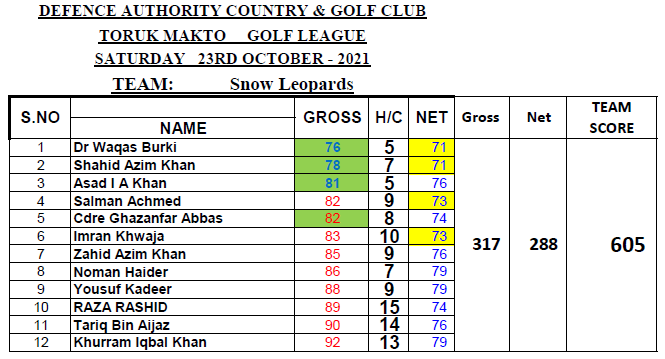 DEFENCE AUTHORITY COUNTRY & GOLF CLUB
TORUK MAKTO GOLF LEAGUE
SATURDAY 23RD OCTOBER - 2021
TEAM: Snow Leopards
S.NO NAME GROSS H/C NET Gross Net TEAM SCORE
1 Dr Waqas Burki 76 5 71
2 Shahid Azim Khan 78 7 71
3 Asad I A Khan 81 5 76
4 Salman Achmed 82 9 73
5 Cdre Ghazanfar Abbas 82 8 74
6 Imran Khwaja 83 10 73
7 Zahid Azim Khan 85 9 76
8 Noman Haider 86 7 79
9 Yousuf Kadeer 88 9 79
10 RAZA RASHID 89 15 74
11 Tariq Bin Aijaz 90 14 76
12 Khurram Iqbal Khan 92 13 79
317 288 605